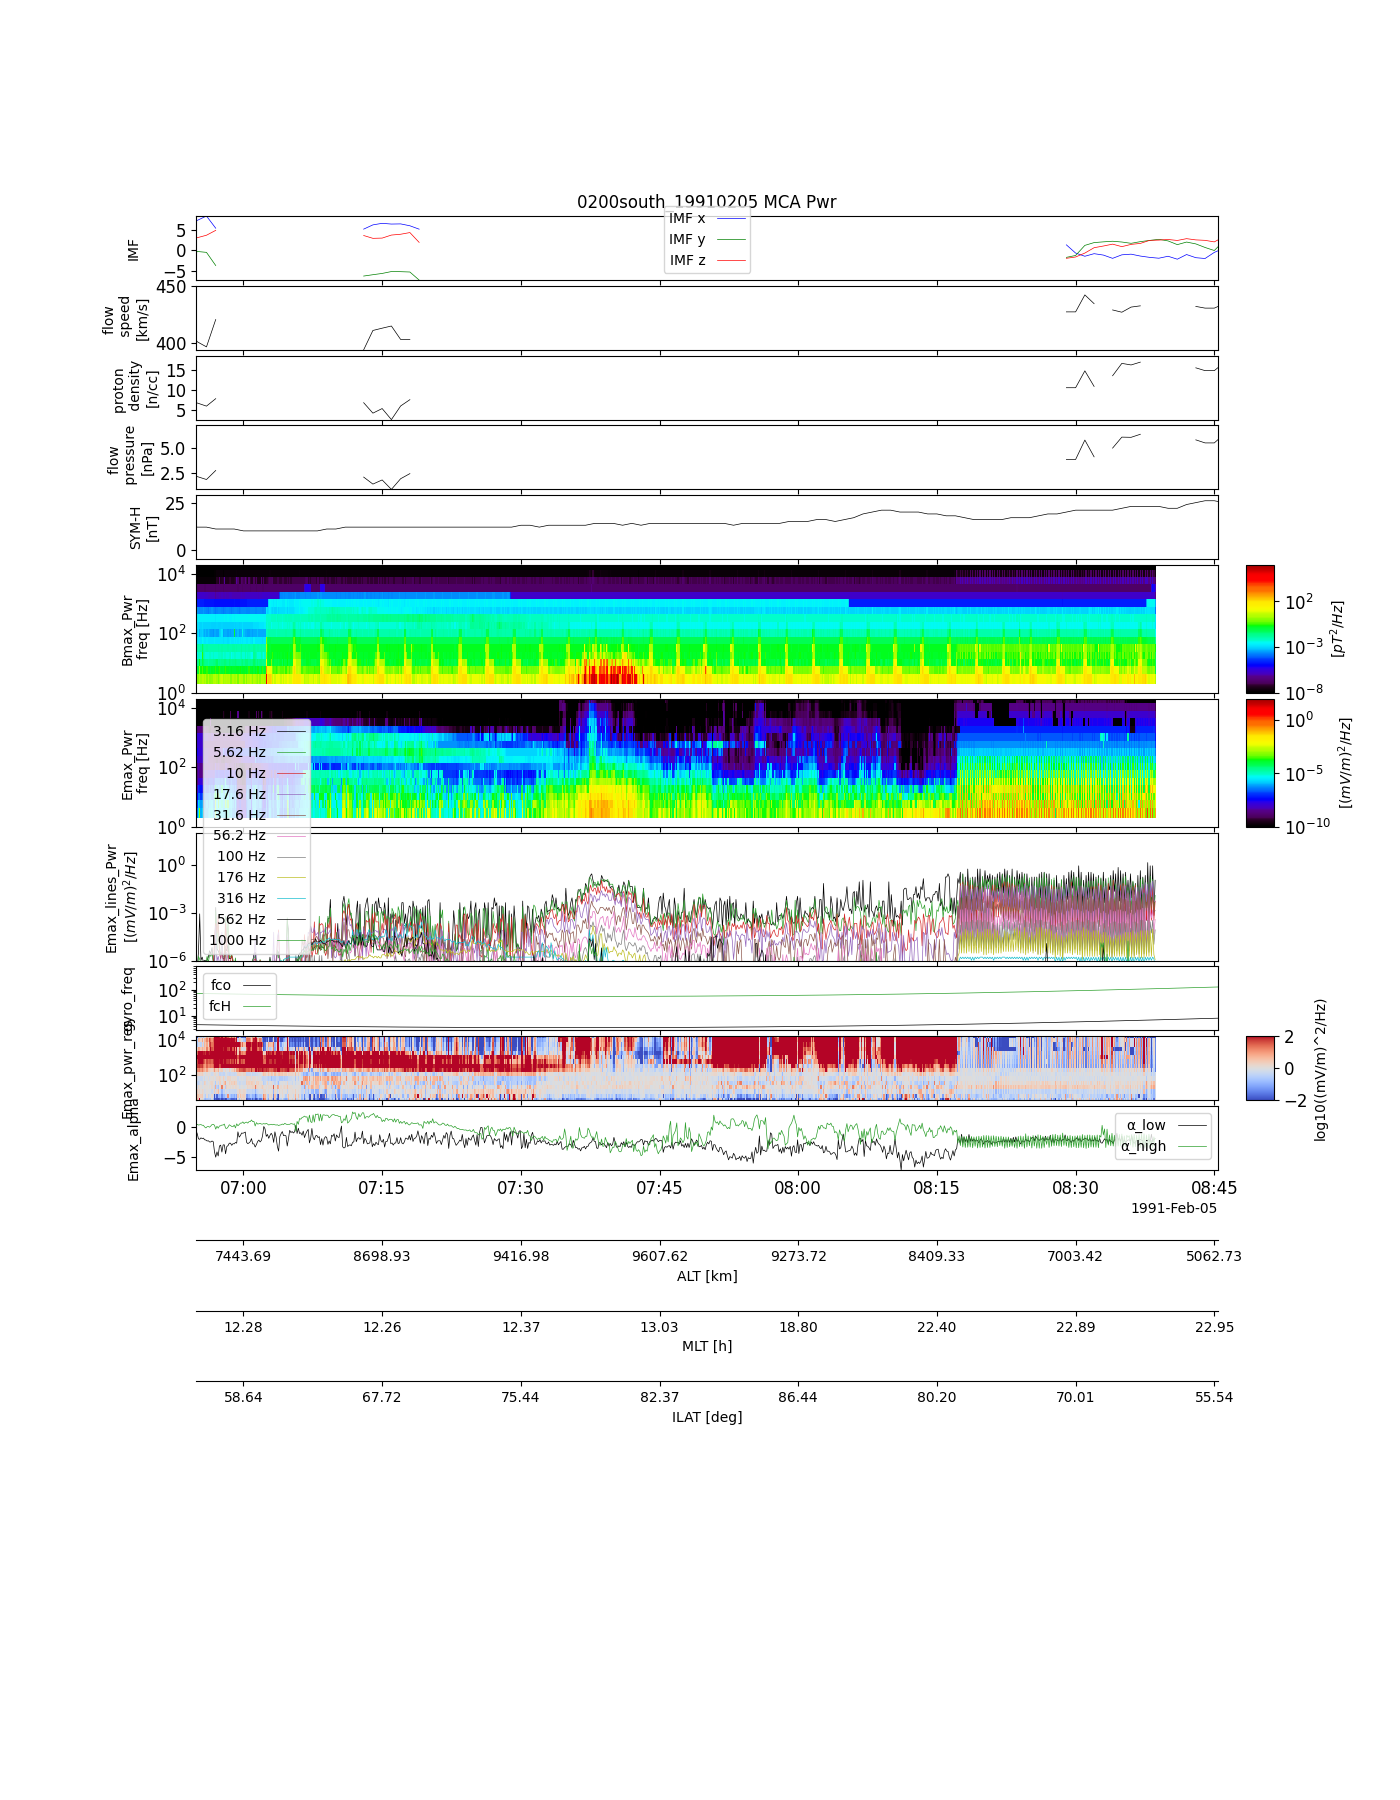 0200south_19910205 MCA Pwr
IMF
5
0
−5
IMF x
IMF y
IMF z
flow
speed
[km/s]
450
400
proton
density
[n/cc]
15
10
5
flow
pressure
[nPa]
5.0
2.5
SYM-H
[nT]
25
0
Bmax_Pwr
freq [Hz]
10^4
10^2
10^0
10^2
10^−3
10^−8
[pT^2/Hz]
Emax_Pwr
freq [Hz]
10^4
10^2
10^0
10^0
10^−5
10^−10
[(mV/m)^2/Hz]
3.16 Hz
5.62 Hz
10 Hz
17.6 Hz
31.6 Hz
56.2 Hz
100 Hz
176 Hz
316 Hz
562 Hz
1000 Hz
Emax_lines_Pwr
[(mV/m)^2/Hz]
10^0
10^−3
10^−6
gyro_freq
10^2
10^1
fco
fcH
Emax_pwr_reg
10^4
10^2
2
0
−2
log10((mV/m)^2/Hz)
Emax_alpha
0
−5
α_low
α_high
07:00 07:15 07:30 07:45 08:00 08:15 08:30 08:45
1991-Feb-05
7443.69 8698.93 9416.98 9607.62 9273.72 8409.33 7003.42 5062.73
ALT [km]
12.28 12.26 12.37 13.03 18.80 22.40 22.89 22.95
MLT [h]
58.64 67.72 75.44 82.37 86.44 80.20 70.01 55.54
ILAT [deg]